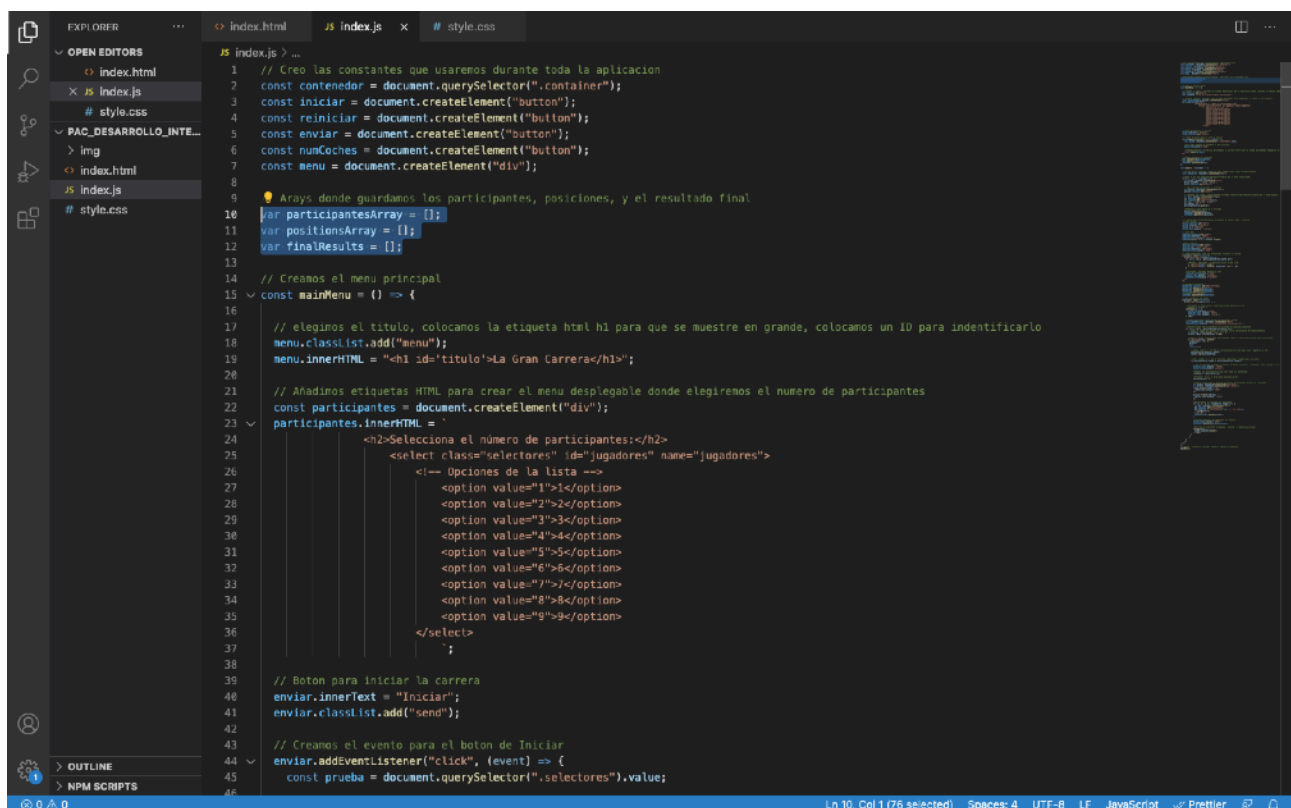 EXPLORER
...
OPEN EDITORS
<> index.html
X JS index.js
# style.css
PAC_DESARROLLO_INTE...
> img
<> index.html
JS index.js
# style.css
> OUTLINE
> NPM SCRIPTS
1
<> index.html
JS index.js ×
# style.css
...
JS index.js > ...
1 // Creo las constantes que usaremos durante toda la aplicacion
2 const contenedor = document.querySelector(".container");
3 const iniciar = document.createElement("button");
4 const reiniciar = document.createElement("button");
5 const enviar = document.createElement("button");
6 const numCoches = document.createElement("button");
7 const menu = document.createElement("div");
8
9 Arays donde guardamos los participantes, posiciones, y el resultado final
10 var participantesArray = [];
11 var positionsArray = [];
12 var finalResults = [];
13
14 // Creamos el menu principal
15 const mainMenu = () => {
16
17 // elegimos el titulo, colocamos la etiqueta html h1 para que se muestre en grande, colocamos un ID para indentificarlo
18 menu.classList.add("menu");
19 menu.innerHTML = "<h1 id='titulo'>La Gran Carrera</h1>";
20
21 // Añadimos etiquetas HTML para crear el menu desplegable donde elegiremos el numero de participantes
22 const participantes = document.createElement("div");
23 participantes.innerHTML = `
24 <h2>Selecciona el número de participantes:</h2>
25 <select class="selectores" id="jugadores" name="jugadores">
26 <!-- Opciones de la lista -->
27 <option value="1">1</option>
28 <option value="2">2</option>
29 <option value="3">3</option>
30 <option value="4">4</option>
31 <option value="5">5</option>
32 <option value="6">6</option>
33 <option value="7">7</option>
34 <option value="8">8</option>
35 <option value="9">9</option>
36 </select>
37 `;
38
39 // Boton para iniciar la carrera
40 enviar.innerText = "Iniciar";
41 enviar.classList.add("send");
42
43 // Creamos el evento para el boton de Iniciar
44 enviar.addEventListener("click", (event) => {
45 const prueba = document.querySelector(".selectores").value;
46
0 0
Ln 10, Col 1 (76 selected) Spaces: 4 UTF-8 LF JavaScript Prettier